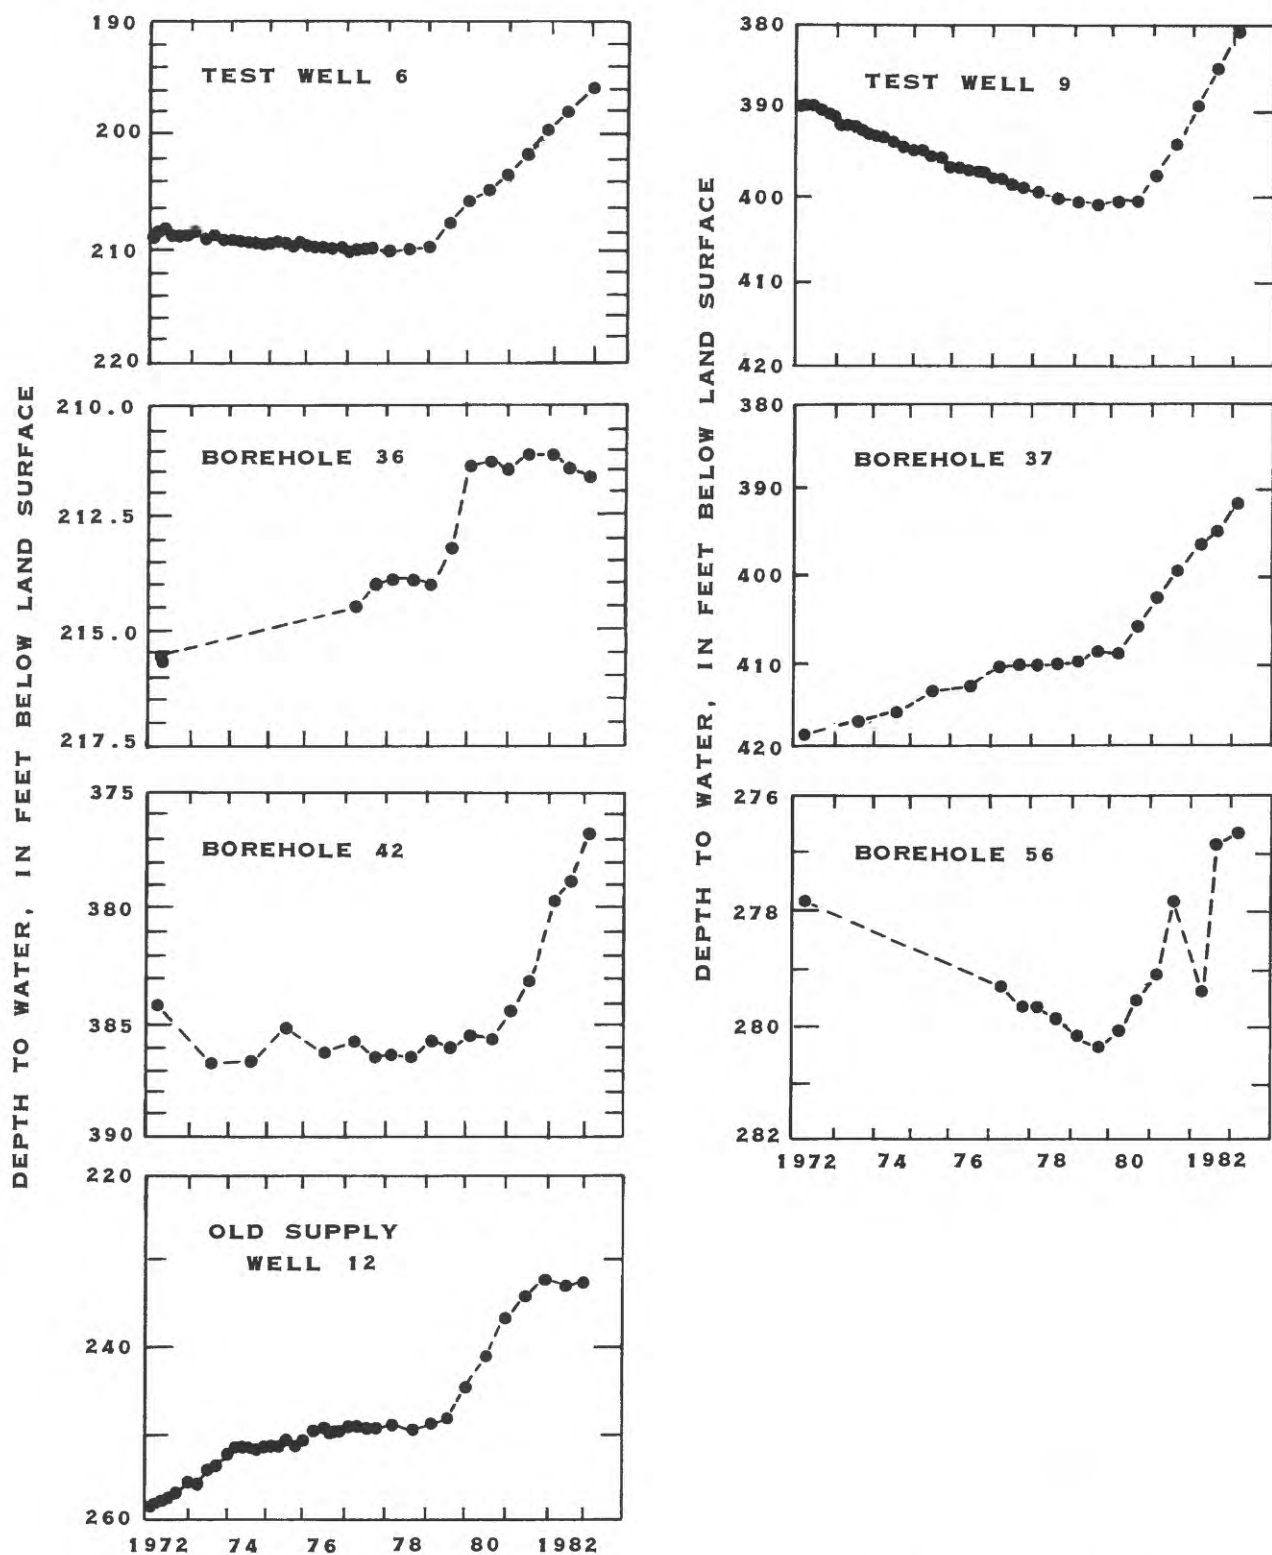 DEPTH TO WATER, IN FEET BELOW LAND SURFACE
190
TEST WELL 6
200
210
220
210.0
BOREHOLE 36
212.5
215.0
217.5
375
BOREHOLE 42
380
385
390
220
OLD SUPPLY
WELL 12
240
260
1972 74 76 78 80 1982
DEPTH TO WATER, IN FEET BELOW LAND SURFACE
380
TEST WELL 9
390
400
410
420
380
BOREHOLE 37
390
400
410
420
276
BOREHOLE 56
278
280
282
1972 74 76 78 80 1982